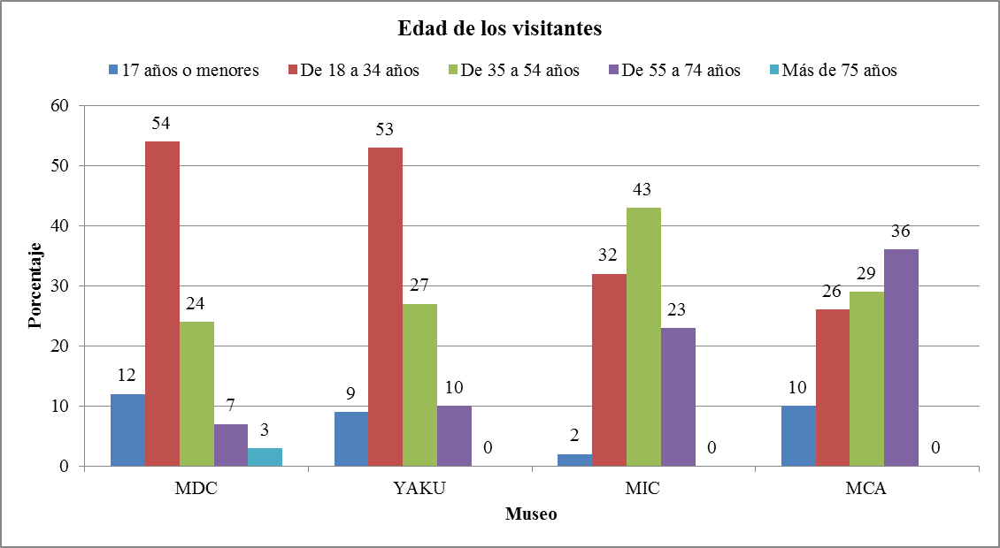 Edad de los visitantes
17 años o menores De 18 a 34 años De 35 a 54 años De 55 a 74 años Más de 75 años
Porcentaje
60
50
40
30
20
10
0
12 54 24 7 3
9 53 27 10 0
2 32 43 23 0
10 26 29 36 0
MDC YAKU MIC MCA
Museo